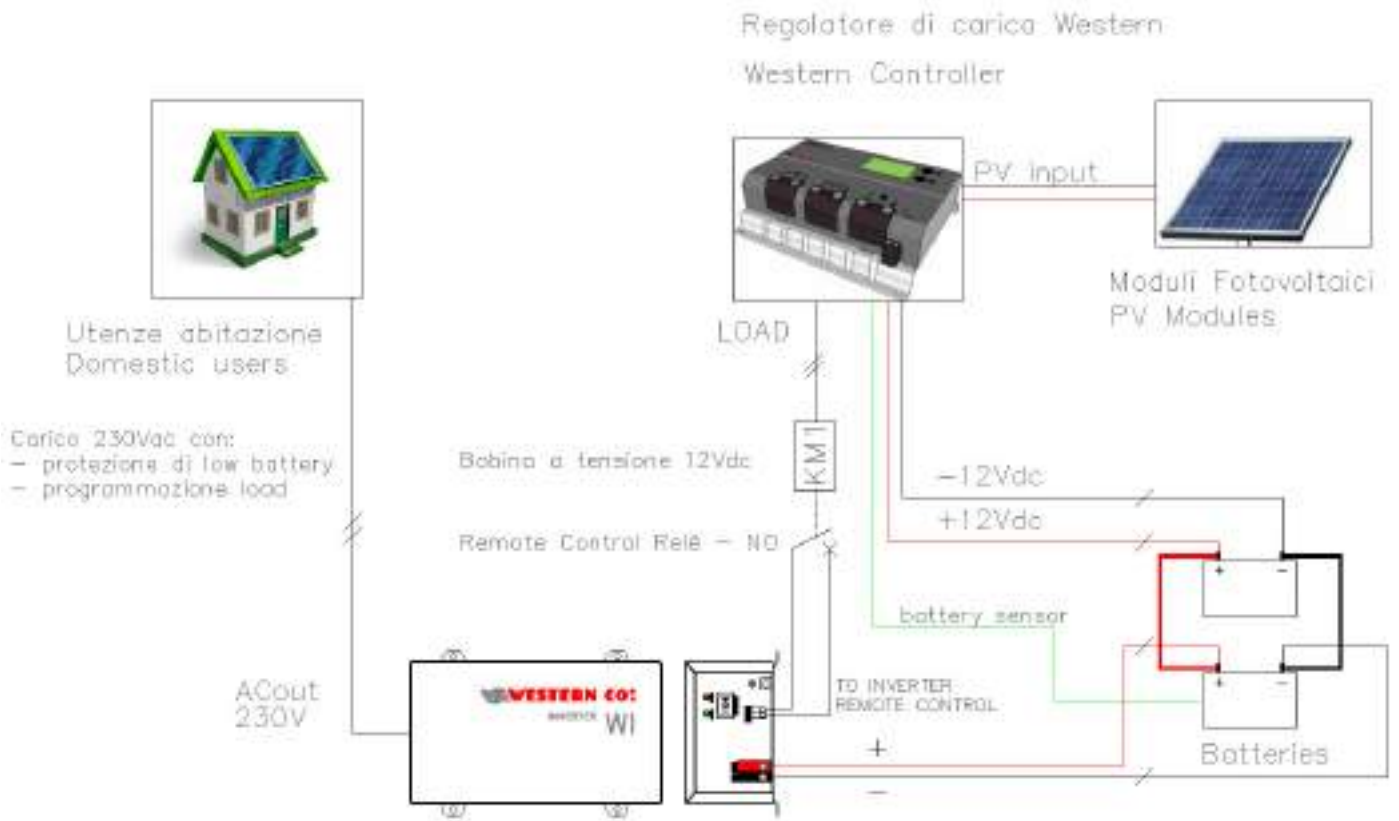 Regolatore di carica Western
Western Controller
PV input
Moduli Fotovoltaici
PV Modules
Utenze abitazione
Domestic users
LOAD
Carico 230Vac con:
- protezione di low battery
- programmazione load
Bobina a tensione 12Vdc
KM1
-12Vdc
+12Vdc
Remote Control Relè - NO
+ -
battery sensor
+ -
ACout
230V
WESTERN CO
WI
TO INVERTER
REMOTE CONTROL
Batteries
+
-